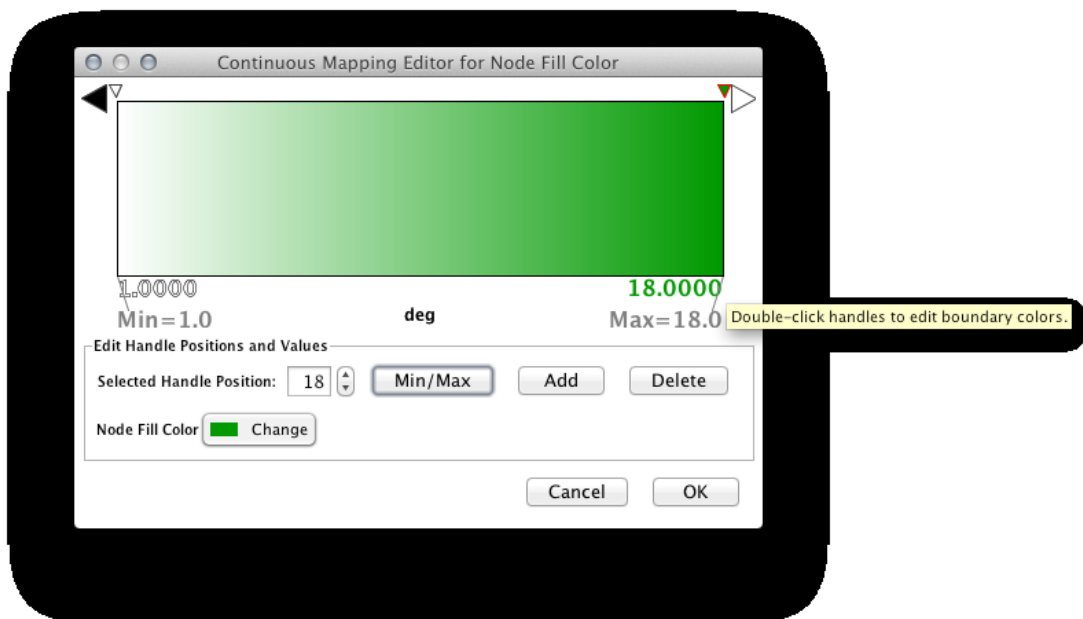 Continuous Mapping Editor for Node Fill Color
1.0000 18.0000
Min=1.0 deg Max=18.0
Double-click handles to edit boundary colors.
Edit Handle Positions and Values
Selected Handle Position: 18 Min/Max Add Delete
Node Fill Color Change
Cancel OK